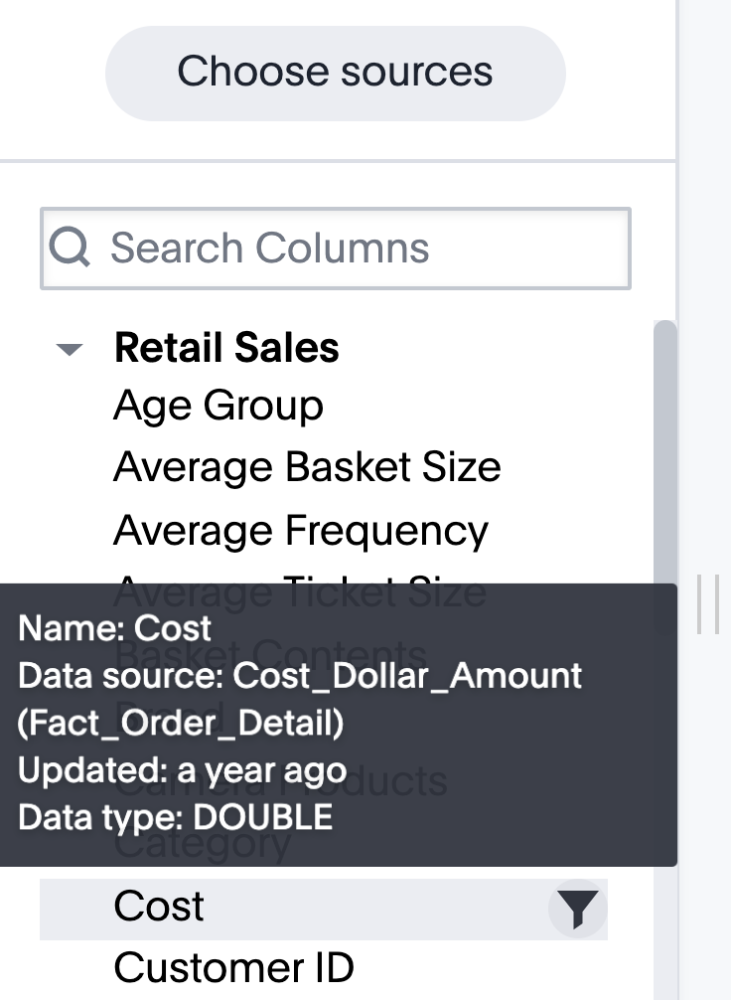 Choose sources
Search Columns
Retail Sales
Age Group
Average Basket Size
Average Frequency
Average Ticket Size
Name: Cost
Basket Contents
Data source: Cost_Dollar_Amount
(Fact_Order_Detail)
Brand
Updated: a year ago
Camera Products
Data type: DOUBLE
Category
Cost
Customer ID